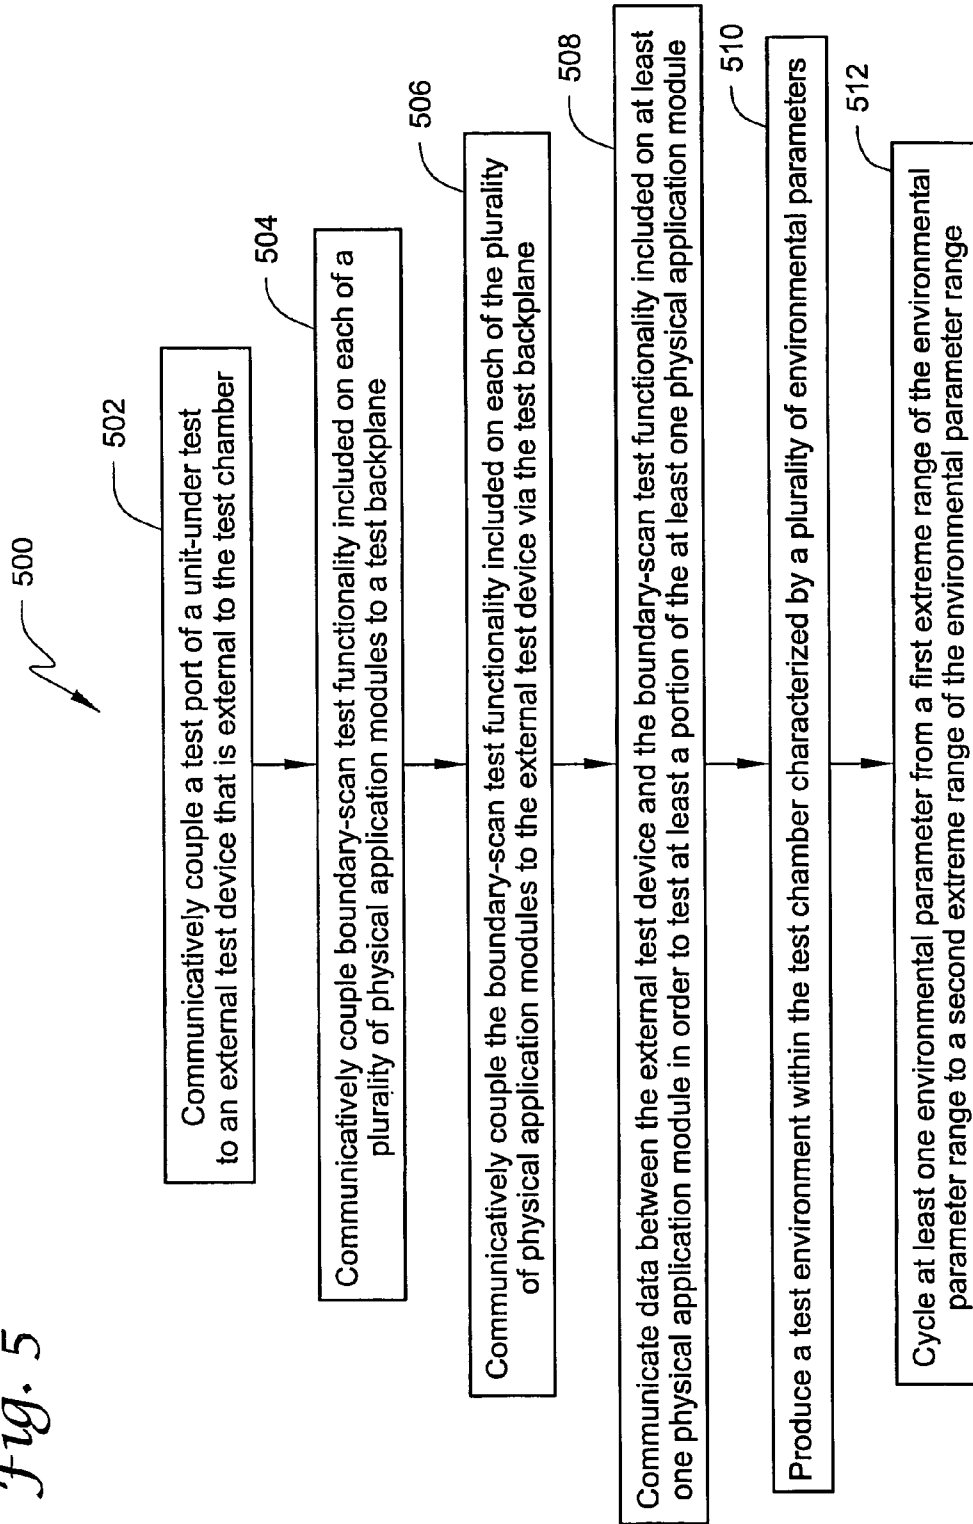 Fig. 5
500
502
Communicatively couple a test port of a unit-under test
to an external test device that is external to the test chamber
504
Communicatively couple boundary-scan test functionality included on each of a
plurality of physical application modules to a test backplane
506
Communicatively couple the boundary-scan test functionality included on each of the plurality
of physical application modules to the external test device via the test backplane
508
Communicate data between the external test device and the boundary-scan test functionality included on at least
one physical application module in order to test at least a portion of the at least one physical application module
510
Produce a test environment within the test chamber characterized by a plurality of environmental parameters
512
Cycle at least one environmental parameter from a first extreme range of the environmental
parameter range to a second extreme range of the environmental parameter range